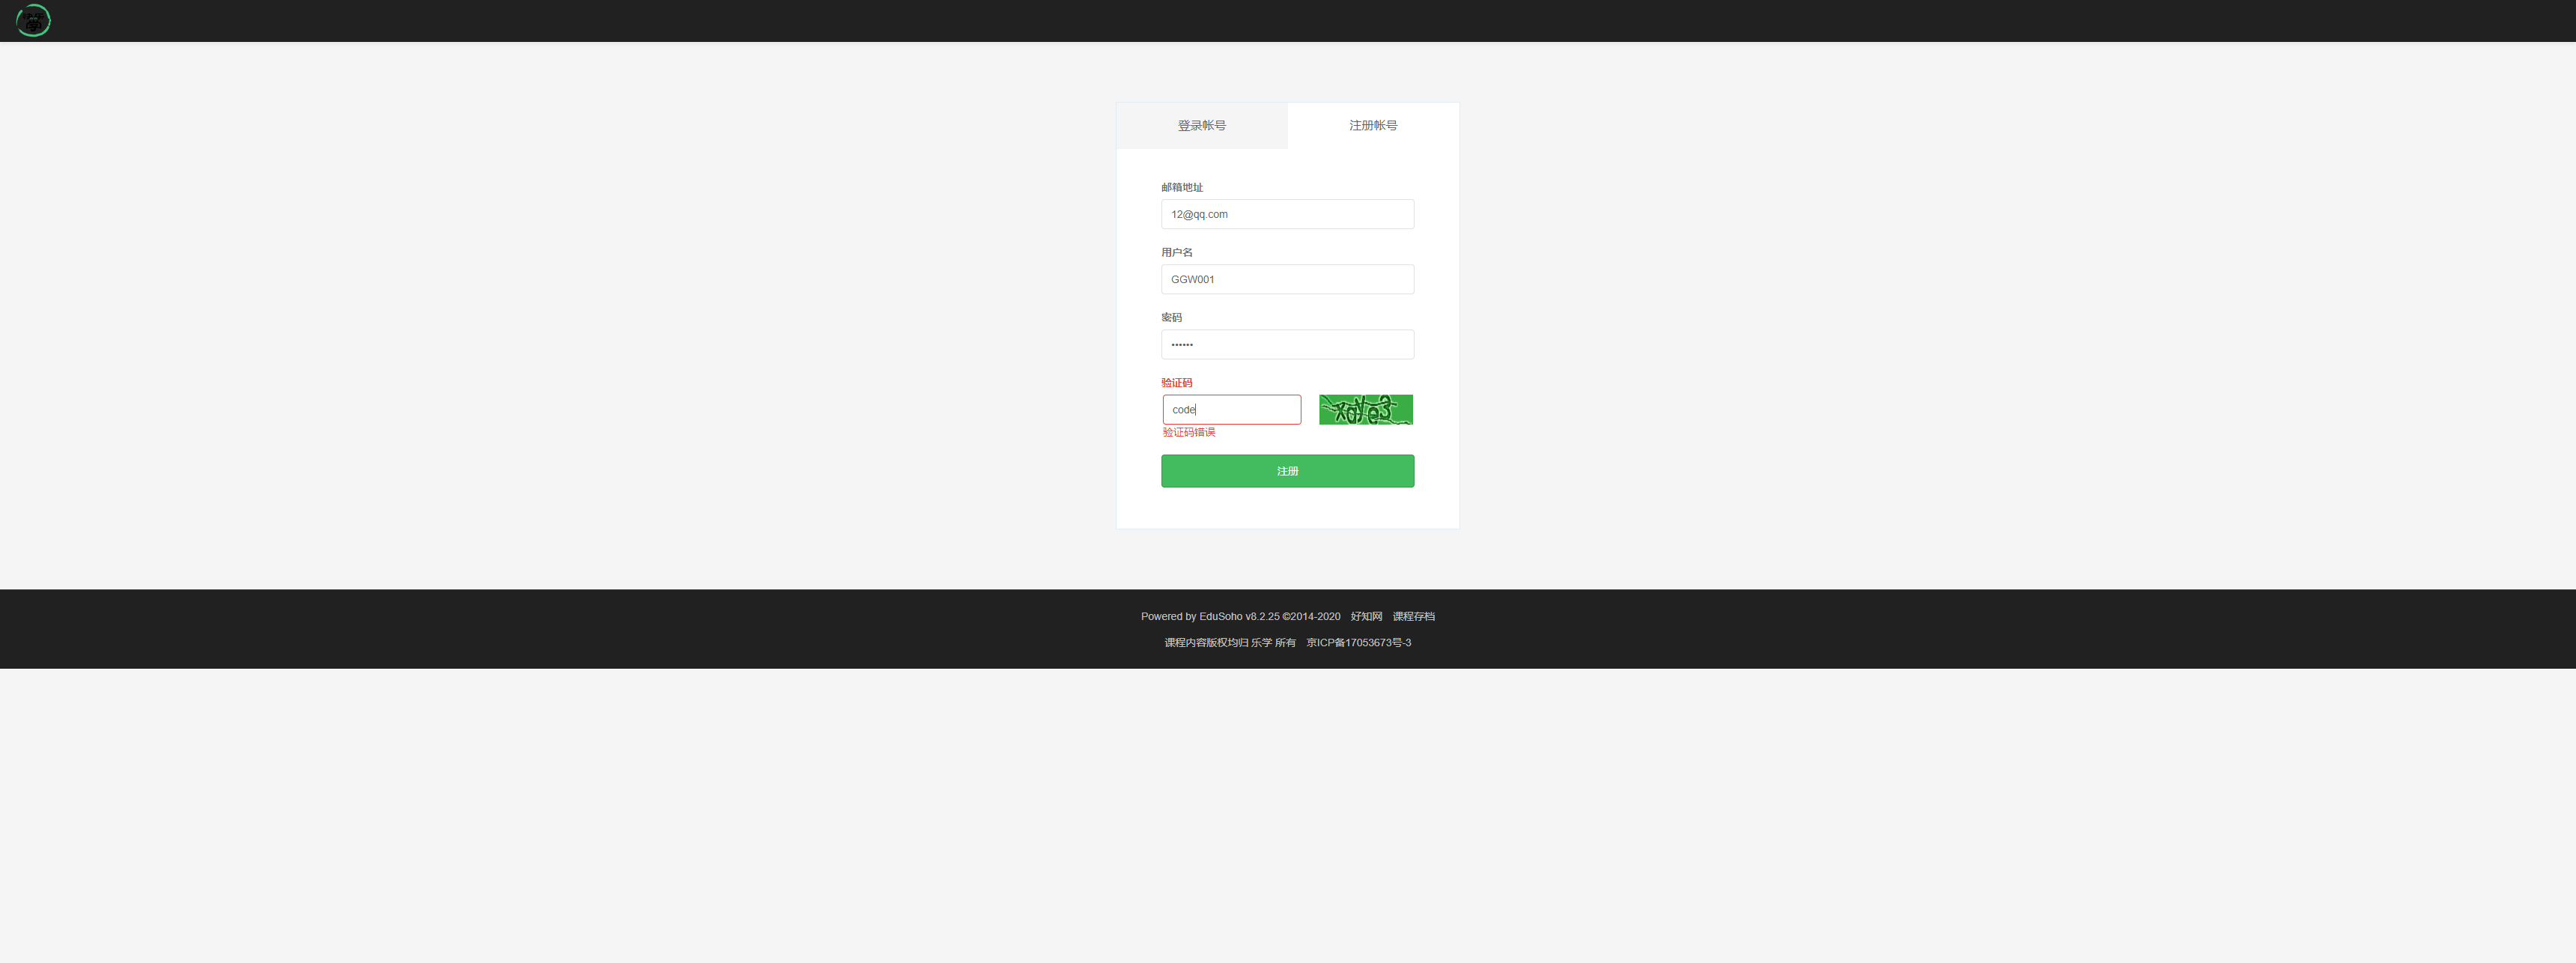 登录帐号 注册帐号
邮箱地址
12@qq.com
用户名
GGW001
密码
••••••
验证码
code
验证码错误
注册
Powered by EduSoho v8.2.25 ©2014-2020 好知网 课程存档
课程内容版权均归 乐学 所有 京ICP备17053673号-3